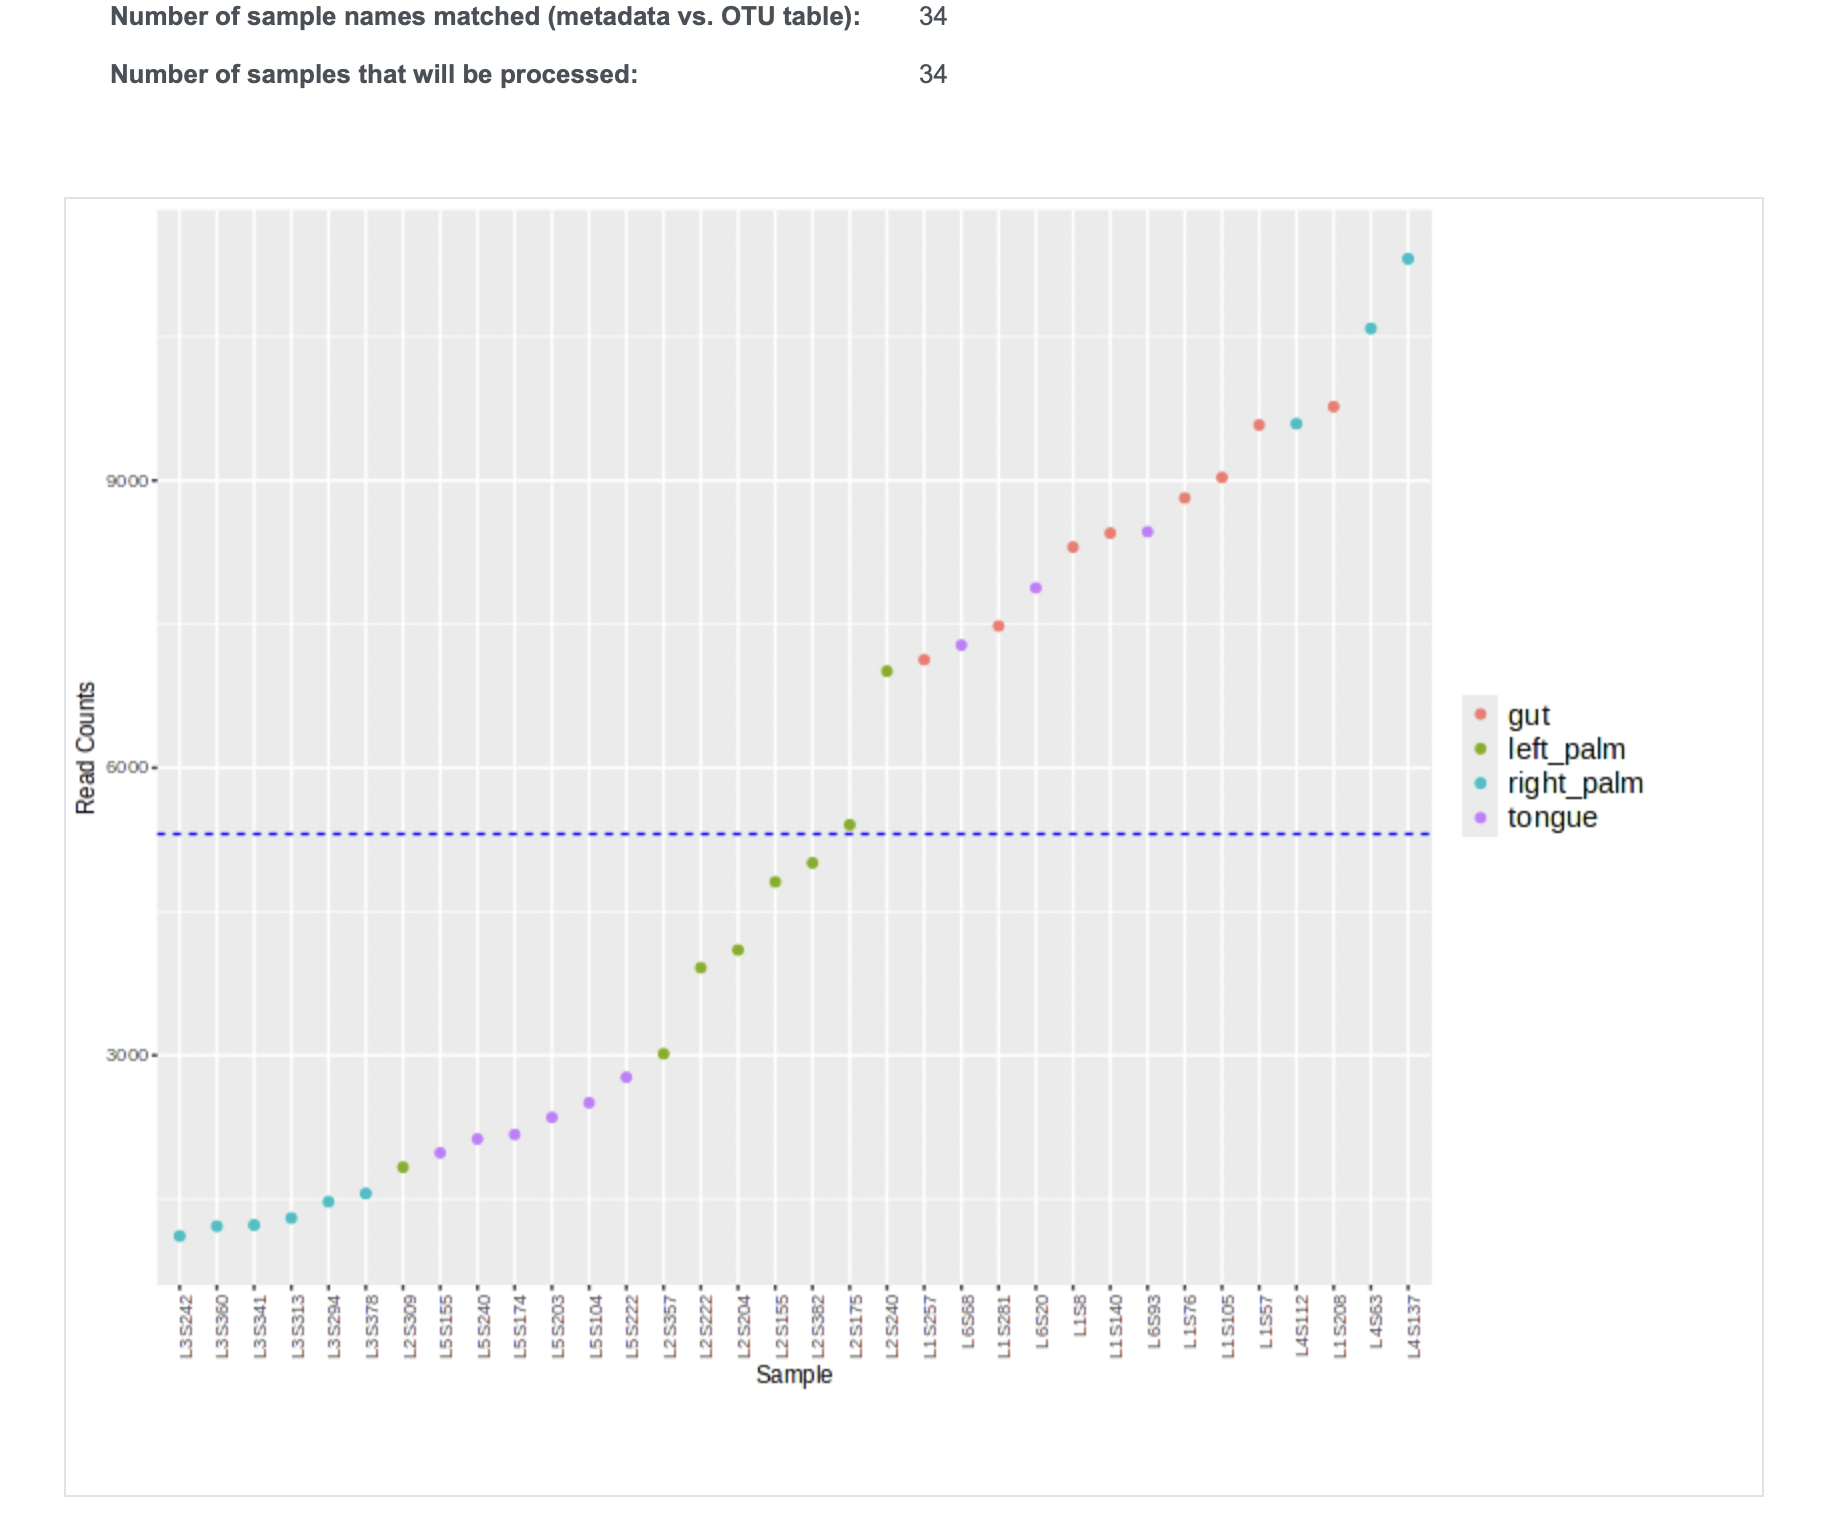 Number of sample names matched (metadata vs. OTU table): 34
Number of samples that will be processed: 34
9000
6000
3000
Read Counts
gut
left_palm
right_palm
tongue
L3S242
L3S360
L3S341
L3S313
L3S294
L3S378
L2S309
L5S155
L5S240
L5S174
L5S203
L5S104
L5S222
L2S357
L2S222
L2S204
L2S155
L2S382
L2S175
L2S240
L1S257
L6S68
L1S281
L6S20
L1S8
L1S140
L6S93
L1S76
L1S105
L1S57
L4S112
L1S208
L4S63
L4S137
Sample